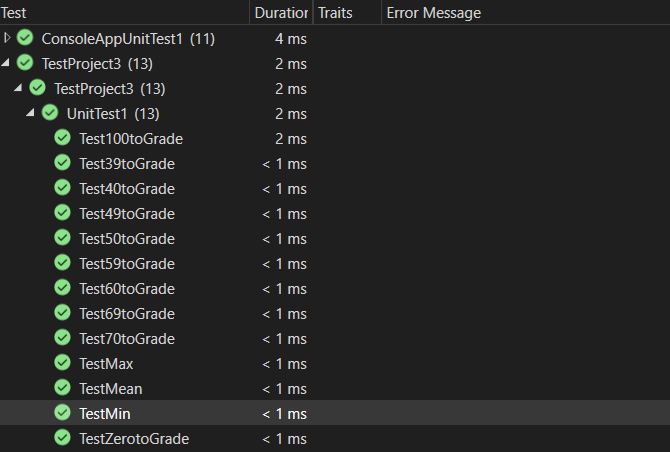 Test Duration Traits Error Message
ConsoleAppUnitTest1 (11) 4 ms
TestProject3 (13) 2 ms
TestProject3 (13) 2 ms
UnitTest1 (13) 2 ms
Test100toGrade 2 ms
Test39toGrade < 1 ms
Test40toGrade < 1 ms
Test49toGrade < 1 ms
Test50toGrade < 1 ms
Test59toGrade < 1 ms
Test60toGrade < 1 ms
Test69toGrade < 1 ms
Test70toGrade < 1 ms
TestMax < 1 ms
TestMean < 1 ms
TestMin < 1 ms
TestZerotoGrade < 1 ms